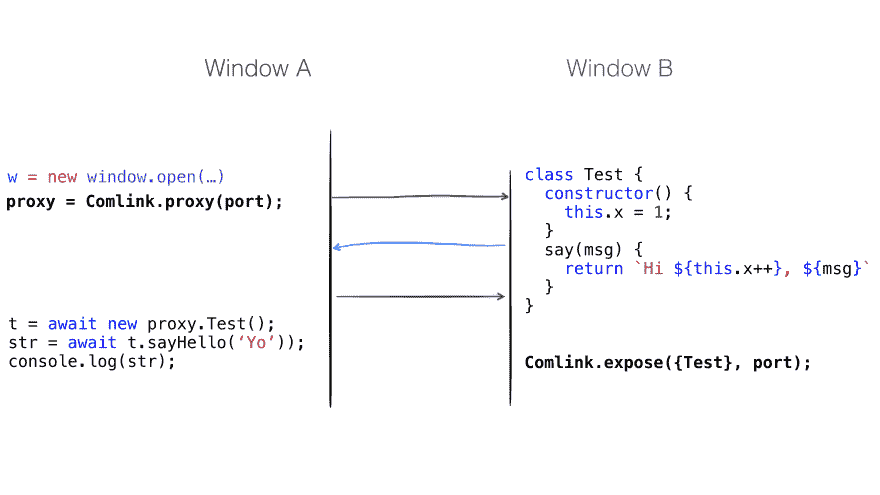 Window A
Window B
w = new window.open(…)
proxy = Comlink.proxy(port);
t = await new proxy.Test();
str = await t.sayHello(‘Yo’));
console.log(str);
class Test {
constructor() {
this.x = 1;
}
say(msg) {
return `Hi ${this.x++}, ${msg}`
}
}
Comlink.expose({Test}, port);